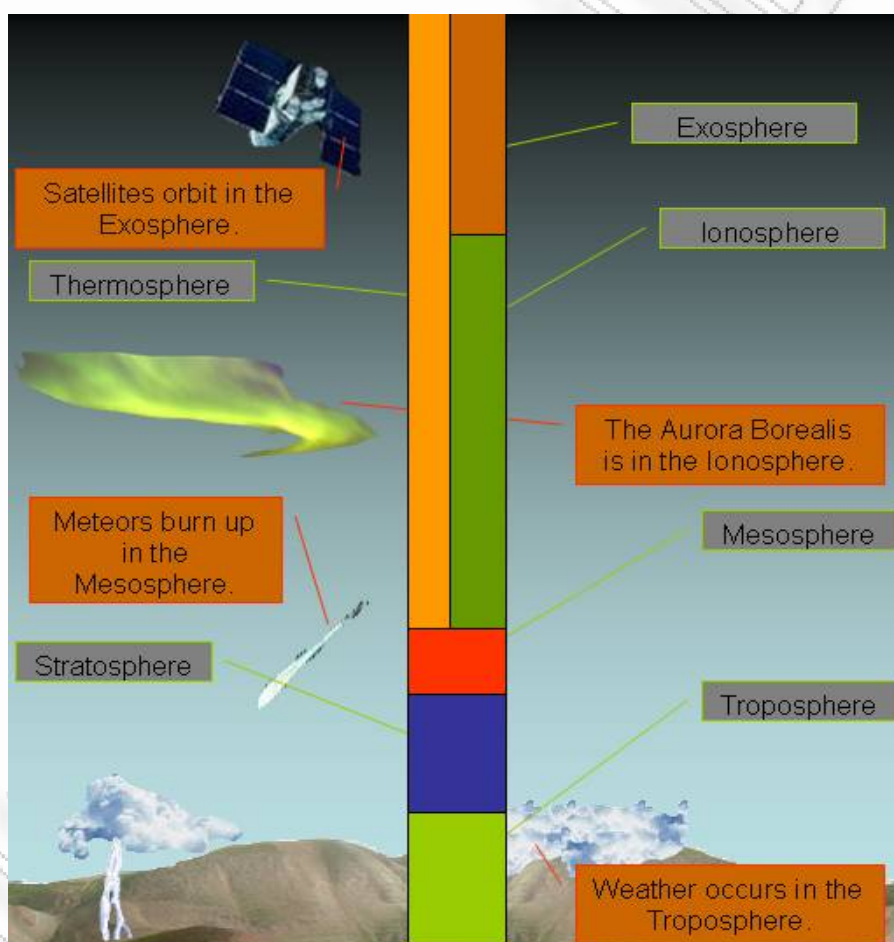 Exosphere
Satellites orbit in the
Exosphere.
Ionosphere
Thermosphere
The Aurora Borealis
is in the Ionosphere.
Meteors burn up
in the
Mesosphere.
Mesosphere
Stratosphere
Troposphere
Weather occurs in the
Troposphere.